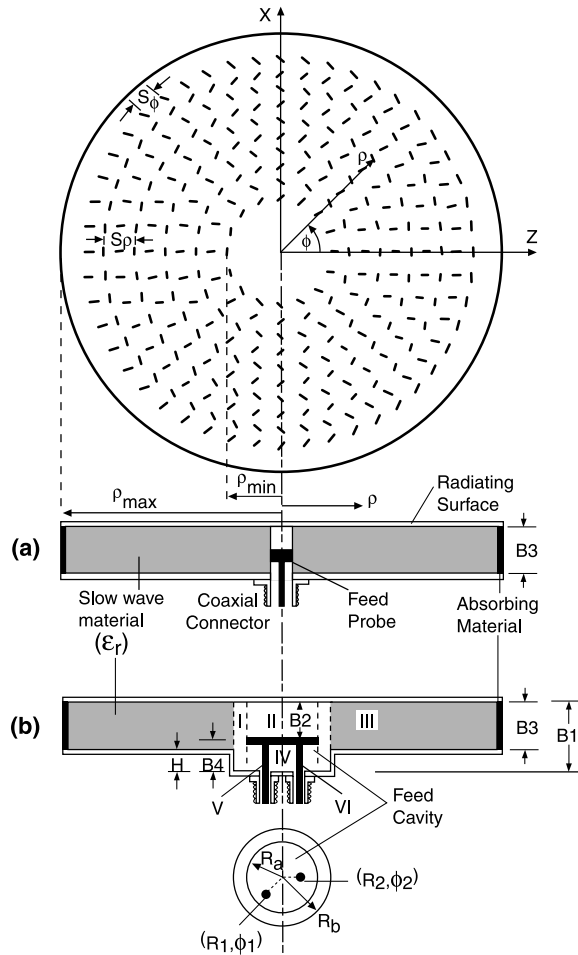 X
Sϕ
ρ
Sρ
ϕ
Z
ρmin
ρmax
ρ
Radiating
Surface
(a)
B3
Slow wave
material
(εr)
Coaxial
Connector
Feed
Probe
Absorbing
Material
(b)
I
II
B2
III
B3
B1
H
B4
IV
V
VI
Feed
Cavity
Ra
(R2,ϕ2)
(R1,ϕ1)
Rb